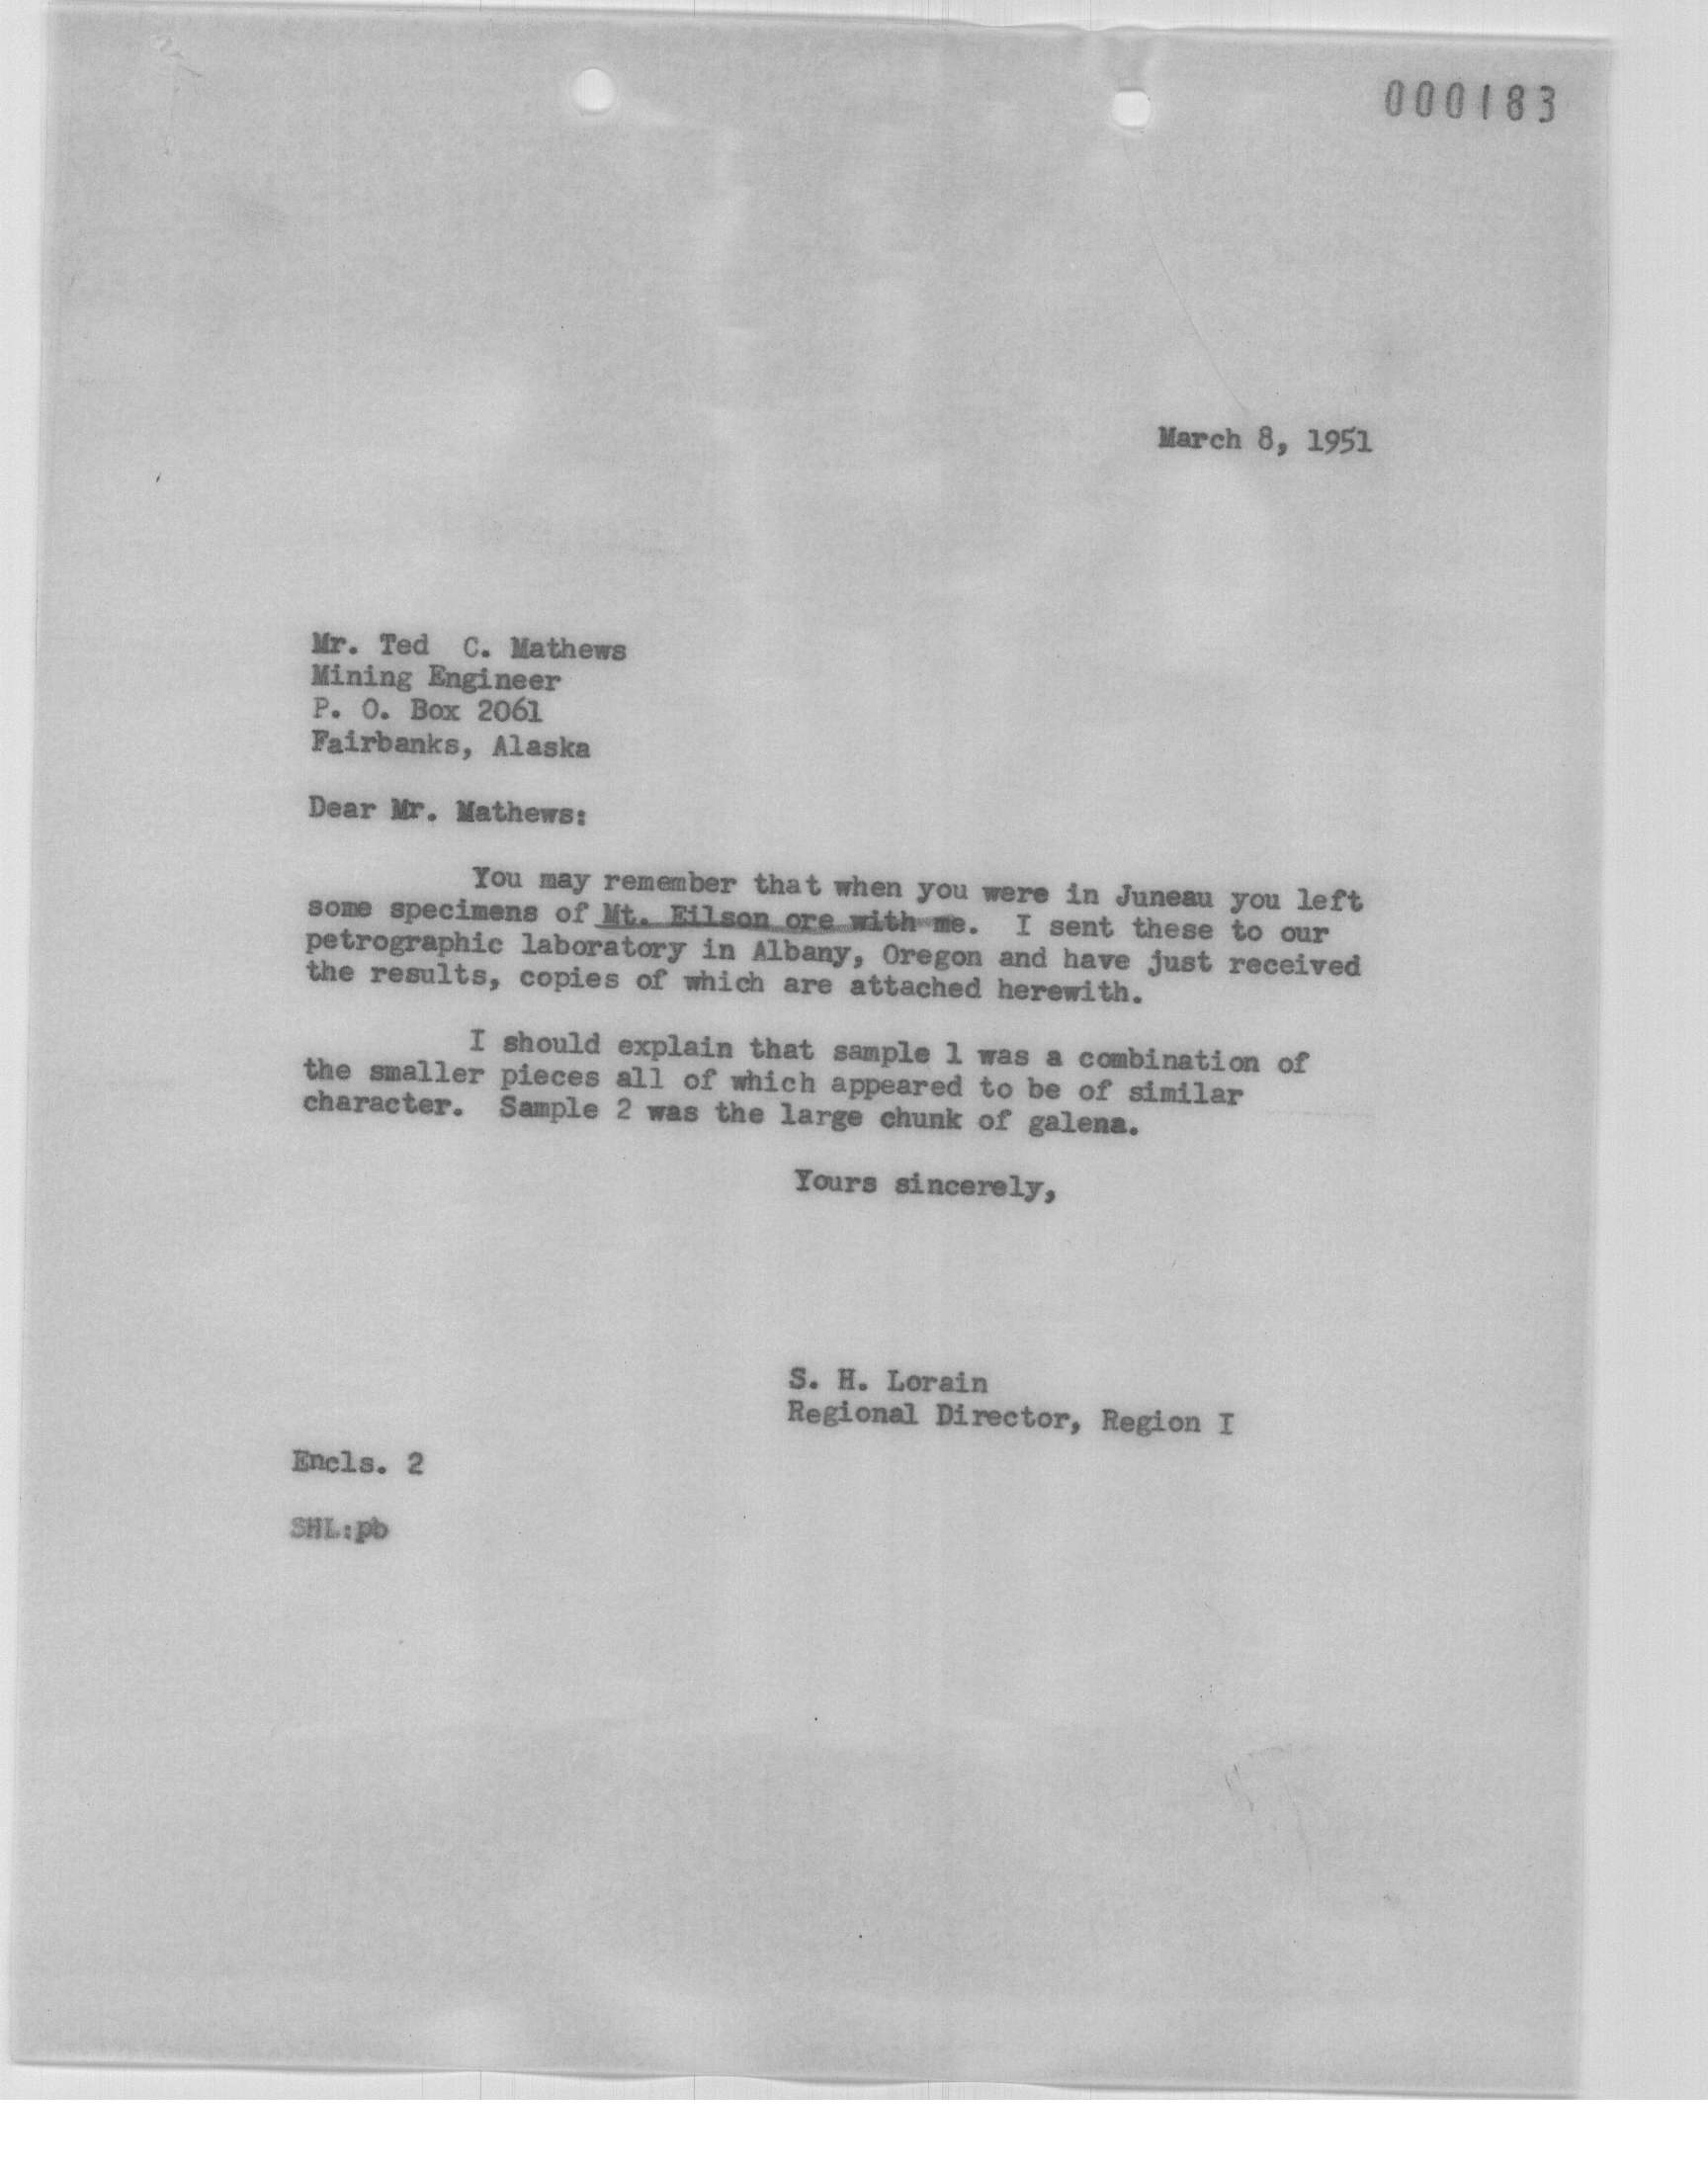 000183
March 8, 1951
Mr. Ted C. Mathews
Mining Engineer
P. O. Box 2061
Fairbanks, Alaska
Dear Mr. Mathews:
You may remember that when you were in Juneau you left
some specimens of Mt. Eilson ore with me. I sent these to our
petrographic laboratory in Albany, Oregon and have just received
the results, copies of which are attached herewith.
I should explain that sample 1 was a combination of
the smaller pieces all of which appeared to be of similar
character. Sample 2 was the large chunk of galena.
Yours sincerely,
S. H. Lorain
Regional Director, Region I
Encls. 2
SHL:pb